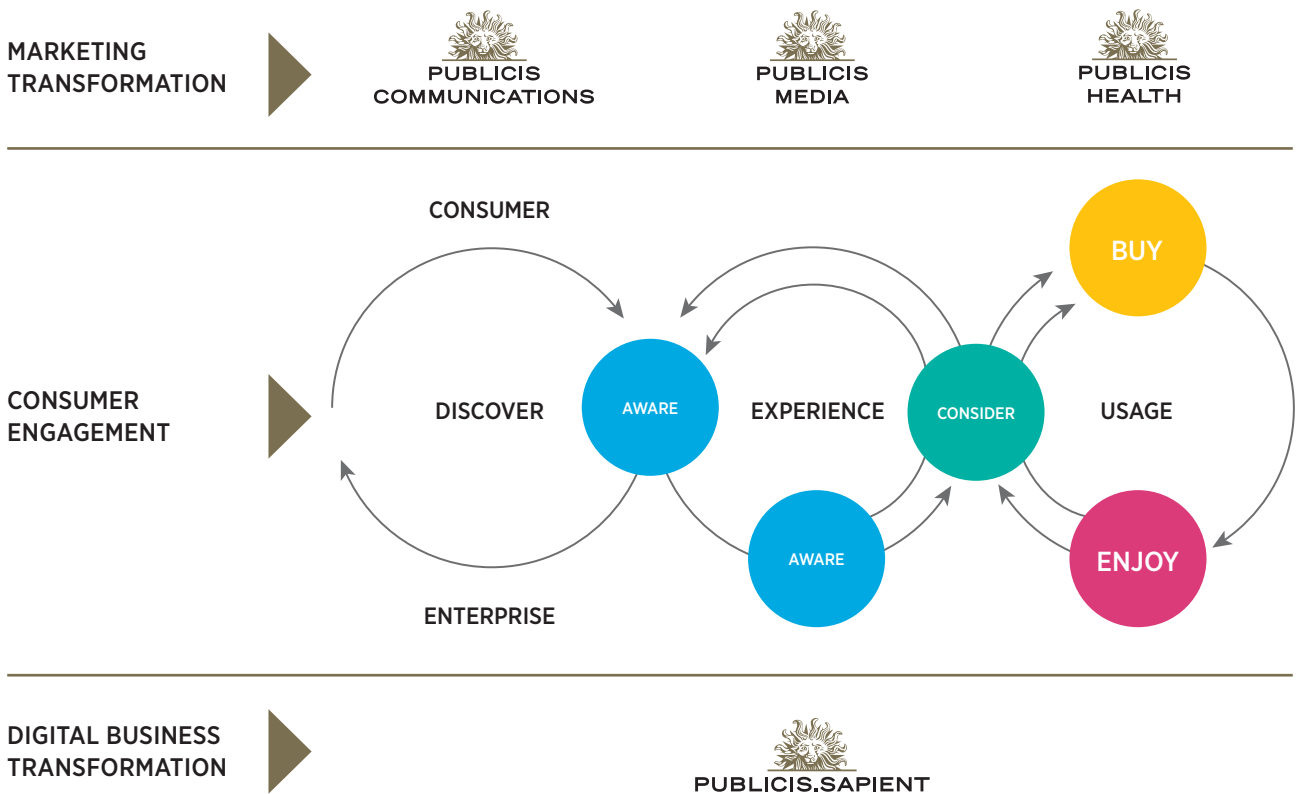 MARKETING
TRANSFORMATION
PUBLICIS
COMMUNICATIONS
PUBLICIS
MEDIA
PUBLICIS
HEALTH
CONSUMER
ENGAGEMENT
CONSUMER
BUY
DISCOVER
AWARE
EXPERIENCE
CONSIDER
USAGE
AWARE
ENJOY
ENTERPRISE
DIGITAL BUSINESS
TRANSFORMATION
PUBLICIS.SAPIENT